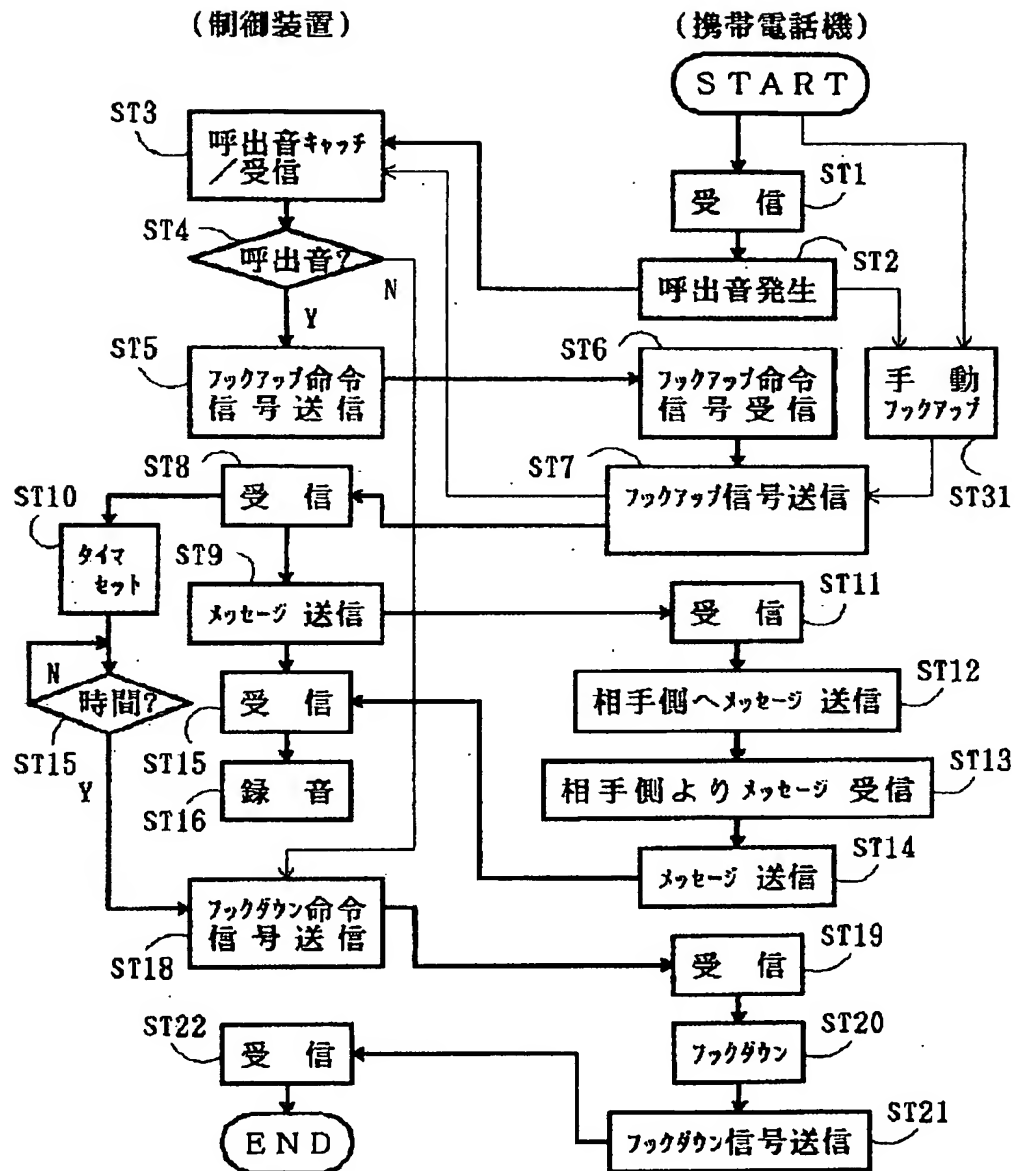 (制御装置)
(携帯電話機)
START
ST3
呼出音キャッチ
／受信
ST1
受 信
ST4
呼出音?
N
ST2
呼出音発生
Y
ST5
フックアップ命令
信号送信
ST6
フックアップ命令
信号受信
手 動
フックアップ
ST31
ST8
受 信
ST7
フックアップ信号送信
ST10
タイマ
セット
ST9
メッセージ 送信
ST11
受 信
N
時間?
ST15
Y
受 信
ST15
ST12
相手側へメッセージ 送信
録 音
ST16
ST13
相手側よりメッセージ 受信
ST14
メッセージ 送信
フックダウン命令
信号送信
ST18
ST19
受 信
ST22
受 信
ST20
フックダウン
END
ST21
フックダウン信号送信